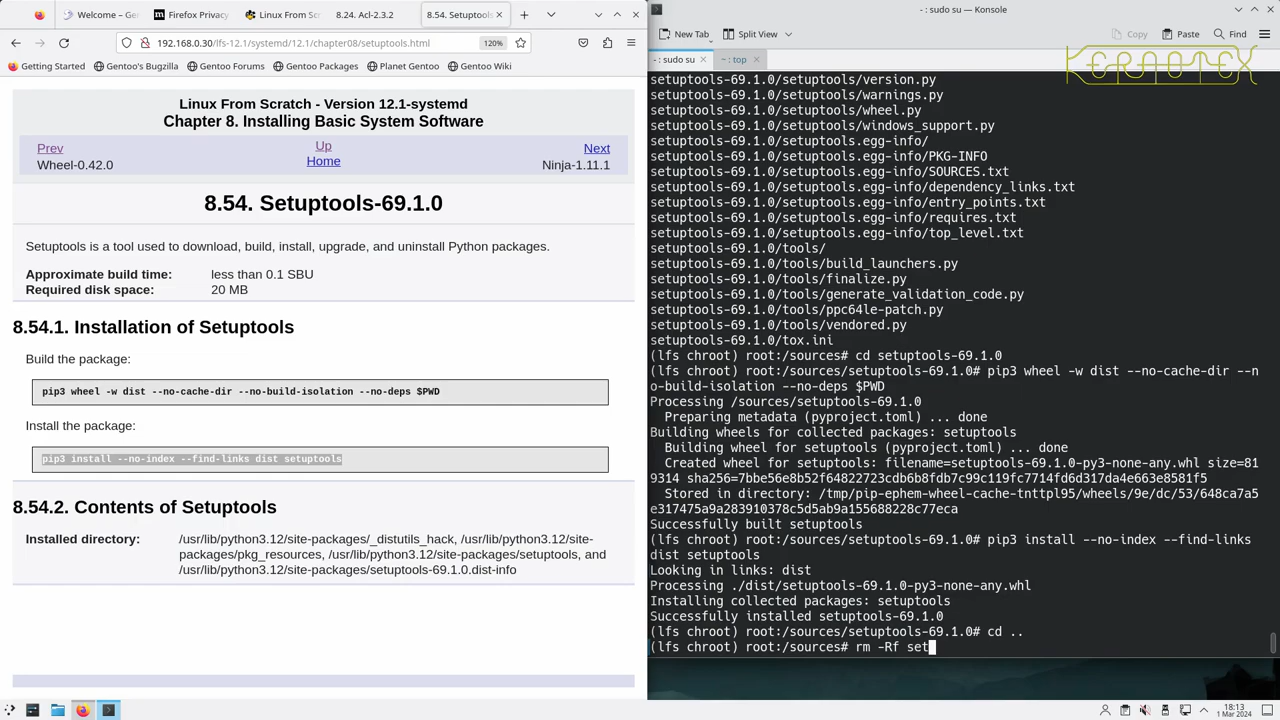 Welcome – Ge
Firefox Privacy
Linux From Scr
8.24. Acl-2.3.2
8.54. Setuptools
192.168.0.30/lfs-12.1/systemd/12.1/chapter08/setuptools.html
120%
Getting Started
Gentoo's Bugzilla
Gentoo Forums
Gentoo Packages
Planet Gentoo
Gentoo Wiki
Linux From Scratch - Version 12.1-systemd
Chapter 8. Installing Basic System Software
Prev
Up
Next
Wheel-0.42.0
Home
Ninja-1.11.1
8.54. Setuptools-69.1.0
Setuptools is a tool used to download, build, install, upgrade, and uninstall Python packages.
Approximate build time: less than 0.1 SBU
Required disk space: 20 MB
8.54.1. Installation of Setuptools
Build the package:
pip3 wheel -w dist --no-cache-dir --no-build-isolation --no-deps $PWD
Install the package:
pip3 install --no-index --find-links dist setuptools
8.54.2. Contents of Setuptools
Installed directory: /usr/lib/python3.12/site-packages/_distutils_hack, /usr/lib/python3.12/site-
packages/pkg_resources, /usr/lib/python3.12/site-packages/setuptools, and
/usr/lib/python3.12/site-packages/setuptools-69.1.0.dist-info
- : sudo su — Konsole
New Tab
Split View
Copy
Paste
Find
- : sudo su
~ : top
KERNOTEX
setuptools-69.1.0/setuptools/version.py
setuptools-69.1.0/setuptools/warnings.py
setuptools-69.1.0/setuptools/wheel.py
setuptools-69.1.0/setuptools/windows_support.py
setuptools-69.1.0/setuptools.egg-info/
setuptools-69.1.0/setuptools.egg-info/PKG-INFO
setuptools-69.1.0/setuptools.egg-info/SOURCES.txt
setuptools-69.1.0/setuptools.egg-info/dependency_links.txt
setuptools-69.1.0/setuptools.egg-info/entry_points.txt
setuptools-69.1.0/setuptools.egg-info/requires.txt
setuptools-69.1.0/setuptools.egg-info/top_level.txt
setuptools-69.1.0/tools/
setuptools-69.1.0/tools/build_launchers.py
setuptools-69.1.0/tools/finalize.py
setuptools-69.1.0/tools/generate_validation_code.py
setuptools-69.1.0/tools/ppc64le-patch.py
setuptools-69.1.0/tools/vendored.py
setuptools-69.1.0/tox.ini
(lfs chroot) root:/sources# cd setuptools-69.1.0
(lfs chroot) root:/sources/setuptools-69.1.0# pip3 wheel -w dist --no-cache-dir --n
o-build-isolation --no-deps $PWD
Processing /sources/setuptools-69.1.0
Preparing metadata (pyproject.toml) ... done
Building wheels for collected packages: setuptools
Building wheel for setuptools (pyproject.toml) ... done
Created wheel for setuptools: filename=setuptools-69.1.0-py3-none-any.whl size=81
9314 sha256=7bbe56e8b52f64822723cdb6b8fdb7c99c119fc7714fd6d317da4e663e8581f5
Stored in directory: /tmp/pip-ephem-wheel-cache-tnttpl95/wheels/9e/dc/53/648ca7a5
e317475a9a283910378c5d5ab9a155688228c77eca
Successfully built setuptools
(lfs chroot) root:/sources/setuptools-69.1.0# pip3 install --no-index --find-links
dist setuptools
Looking in links: dist
Processing ./dist/setuptools-69.1.0-py3-none-any.whl
Installing collected packages: setuptools
Successfully installed setuptools-69.1.0
(lfs chroot) root:/sources/setuptools-69.1.0# cd ..
(lfs chroot) root:/sources# rm -Rf set
18:13
1 Mar 2024